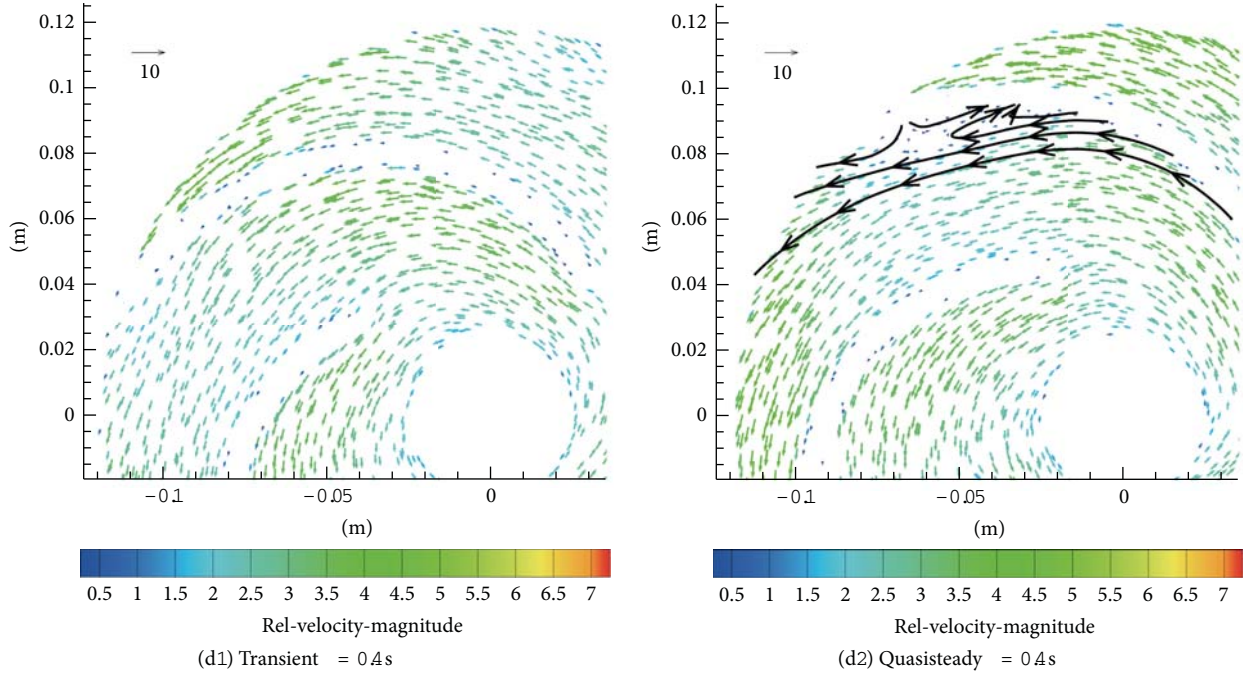 0.12
0.1
0.08
0.06
0.04
0.02
0
(m)
10
−0.1 −0.05 0
(m)
0.5 1 1.5 2 2.5 3 3.5 4 4.5 5 5.5 6 6.5 7
Rel-velocity-magnitude
(d1) Transient = 0.4 s
0.12
0.1
0.08
0.06
0.04
0.02
0
(m)
10
−0.1 −0.05 0
(m)
0.5 1 1.5 2 2.5 3 3.5 4 4.5 5 5.5 6 6.5 7
Rel-velocity-magnitude
(d2) Quasisteady = 0.4 s